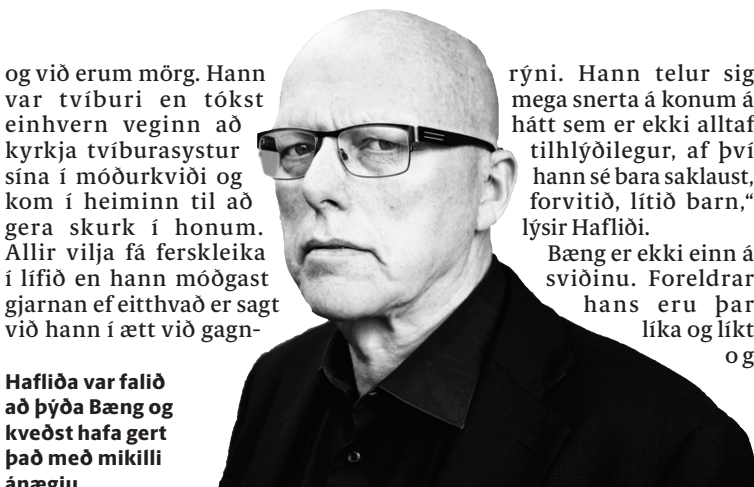 og við erum mörg. Hann
var tvíburi en tókst
einhvern veginn að
kyrkja tvíburasystur
sína í móðurkviði og
kom í heiminn til að
gera skurk í honum.
Allir vilja fá ferskleika
í lífið en hann móðgast
gjarnan ef eitthvað er sagt
við hann í ætt við gagn-
rýni. Hann telur sig
mega snerta á konum á
hátt sem er ekki alltaf
tilhlýðilegur, af því
hann sé bara saklaust,
forvitið, lítið barn,“
lýsir Hafliði.
Bæng er ekki einn á
sviðinu. Foreldrar
hans eru þar
líka og líkt
og
Hafliða var falið
að þýða Bæng og
kveðst hafa gert
það með mikilli
ánægju